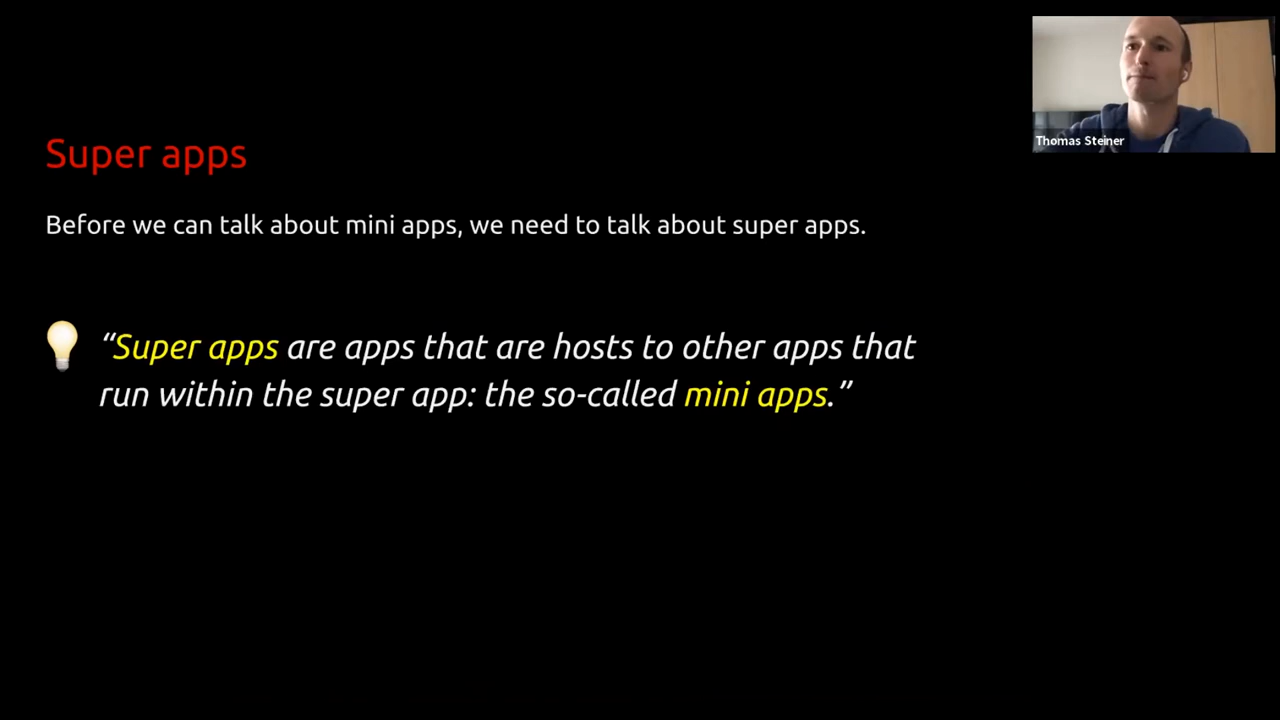 Super apps
Before we can talk about mini apps, we need to talk about super apps.
“Super apps are apps that are hosts to other apps that
run within the super app: the so-called mini apps.”
Thomas Steiner